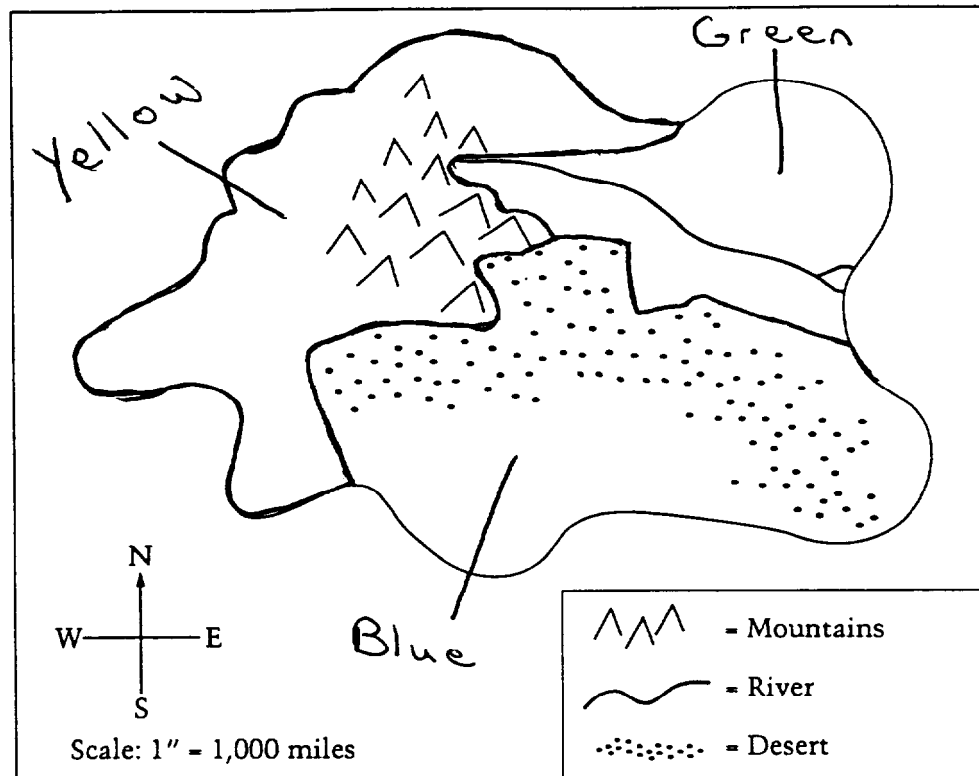 Green
Yellow
Blue
N
W E
S
Scale: 1" = 1,000 miles
= Mountains
= River
= Desert